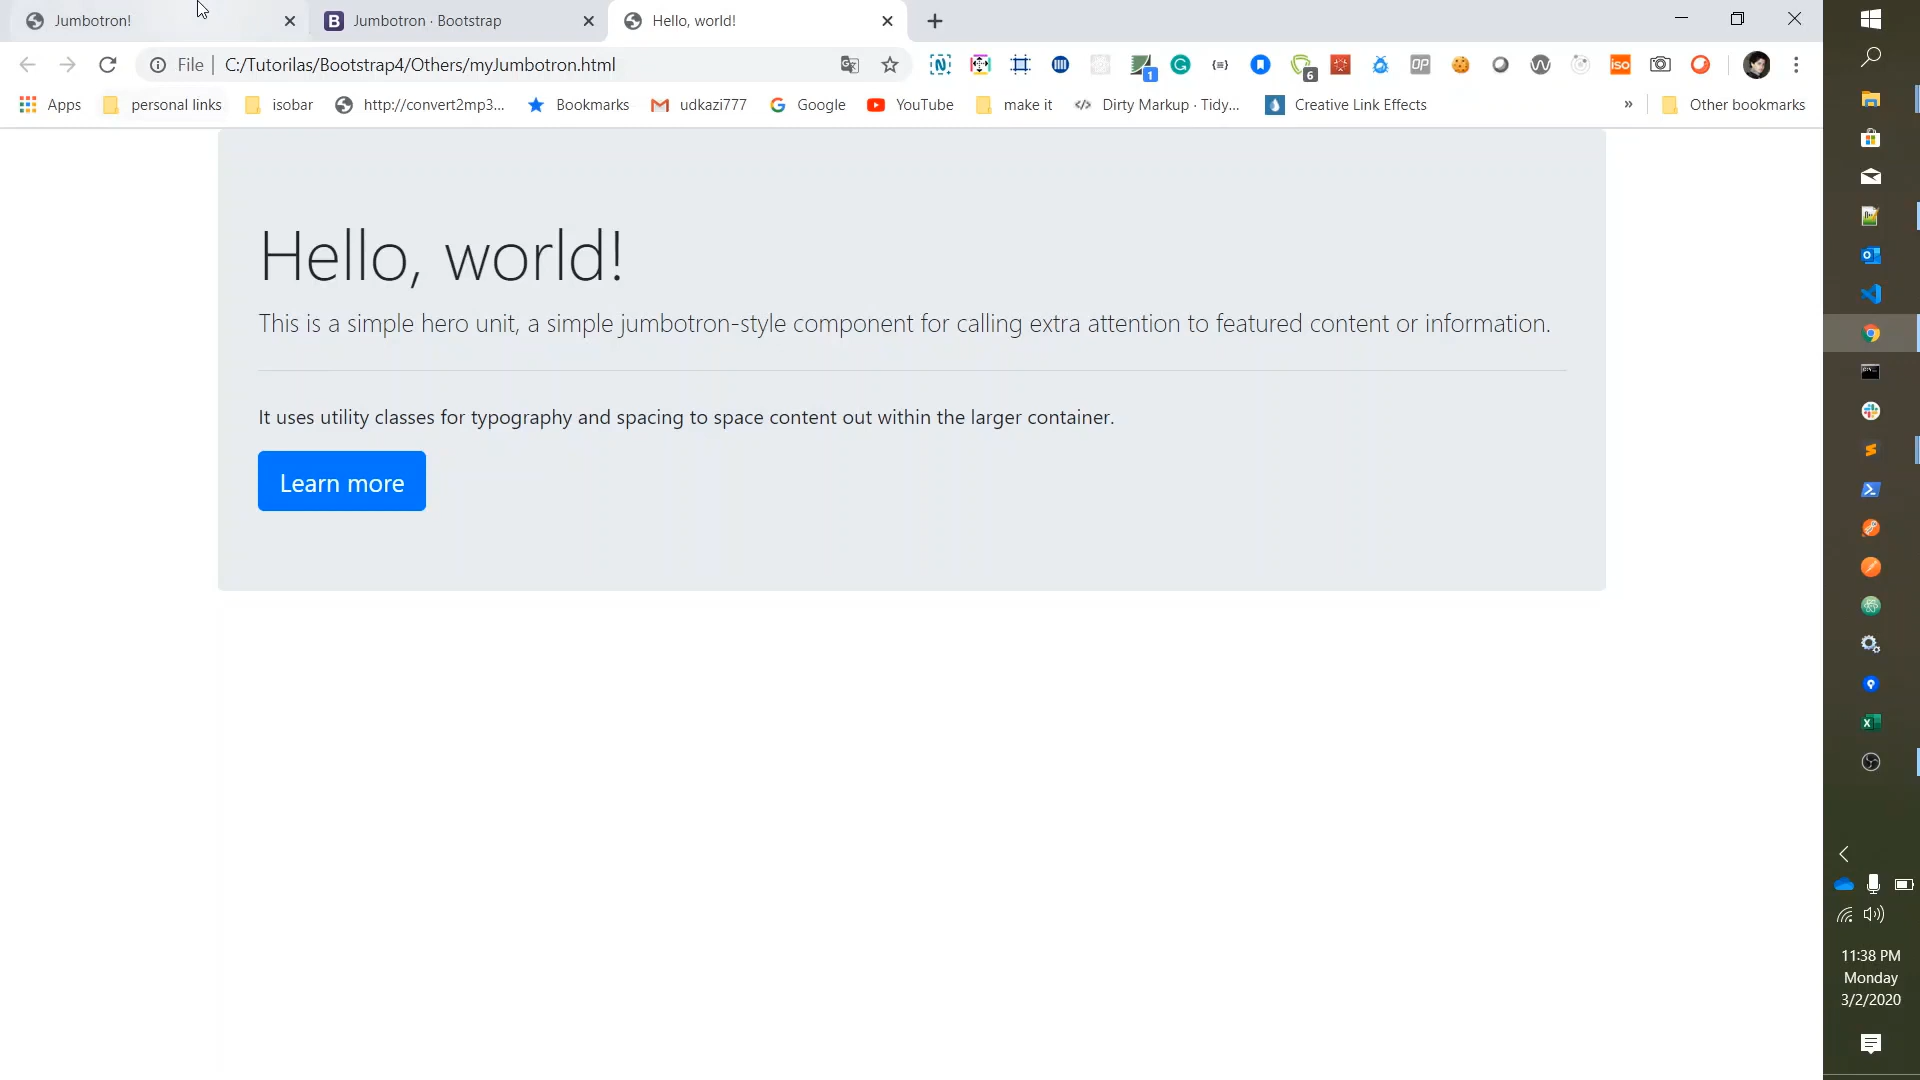 Jumbotron!
Jumbotron · Bootstrap
Hello, world!
File | C:/Tutorilas/Bootstrap4/Others/myJumbotron.html
1
6
OP
iso
Apps personal links isobar http://convert2mp3... Bookmarks udkazi777 Google YouTube make it Dirty Markup · Tidy... Creative Link Effects » Other bookmarks
Hello, world!
This is a simple hero unit, a simple jumbotron-style component for calling extra attention to featured content or information.
It uses utility classes for typography and spacing to space content out within the larger container.
Learn more
11:38 PM
Monday
3/2/2020